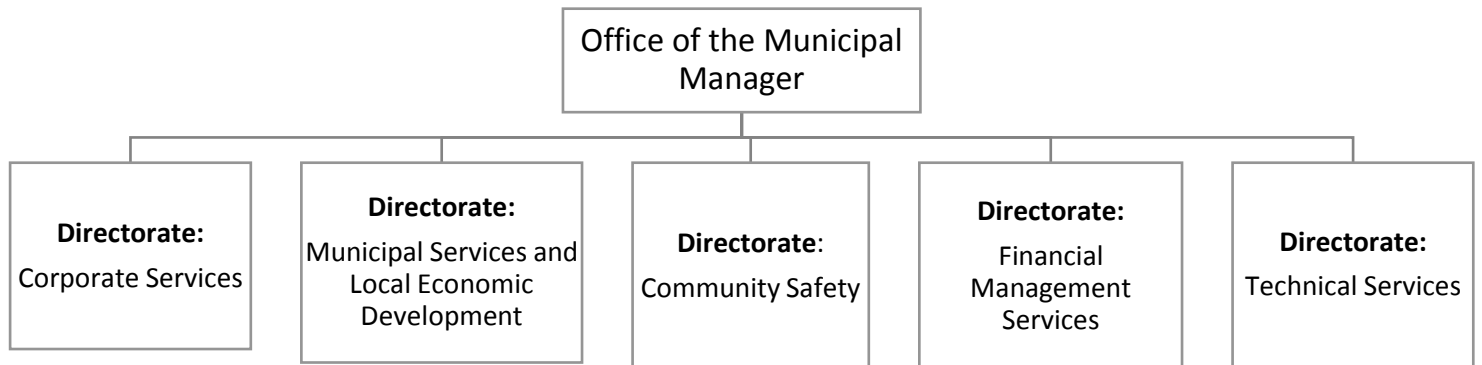 Office of the Municipal
Manager
Directorate:
Corporate Services
Directorate:
Municipal Services and
Local Economic
Development
Directorate:
Community Safety
Directorate:
Financial
Management
Services
Directorate:
Technical Services